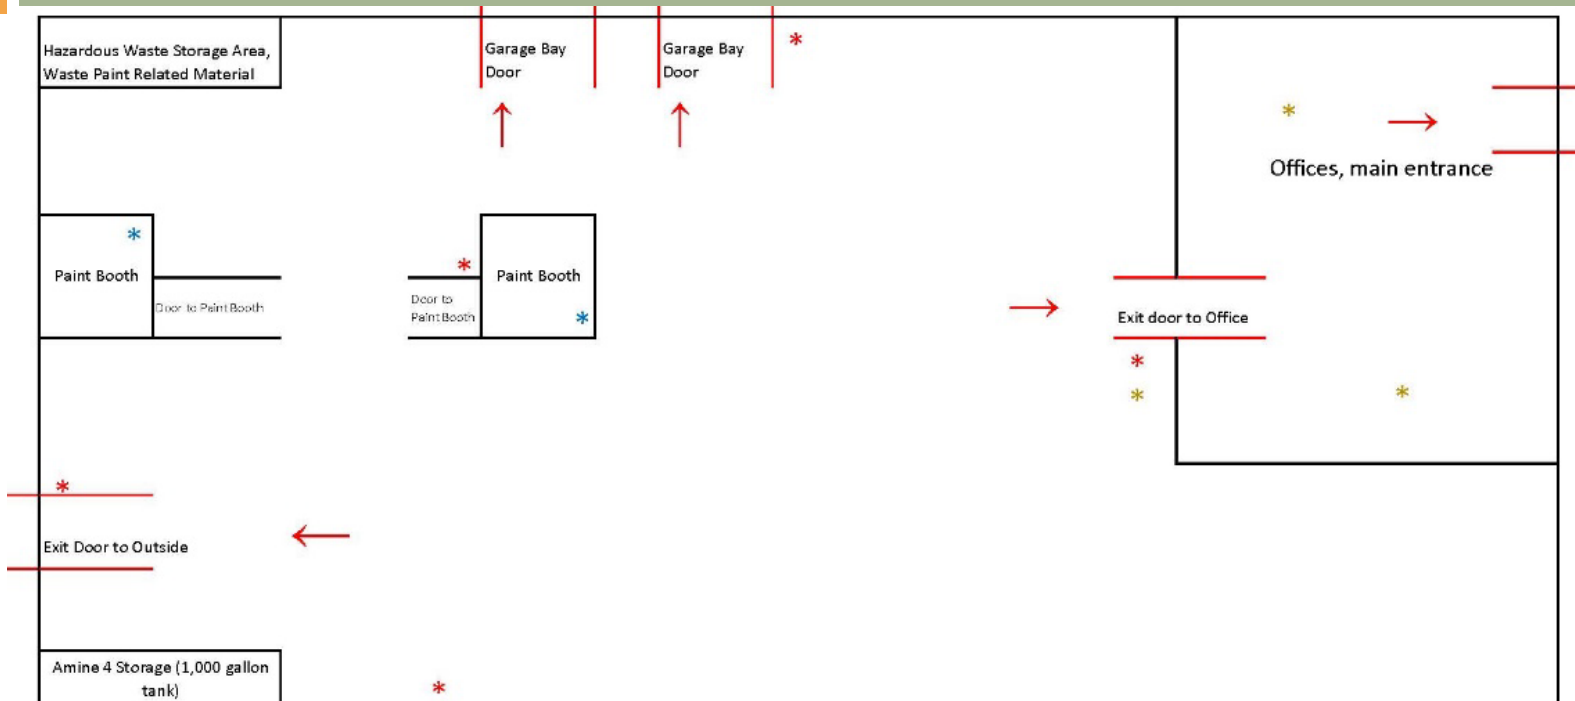 Hazardous Waste Storage Area,
Waste Paint Related Material
Garage Bay
Door
Garage Bay
Door
Offices, main entrance
Paint Booth
Door to Paint Booth
Door to
Paint Booth
Paint Booth
Exit door to Office
Exit Door to Outside
Amine 4 Storage (1,000 gallon
tank)